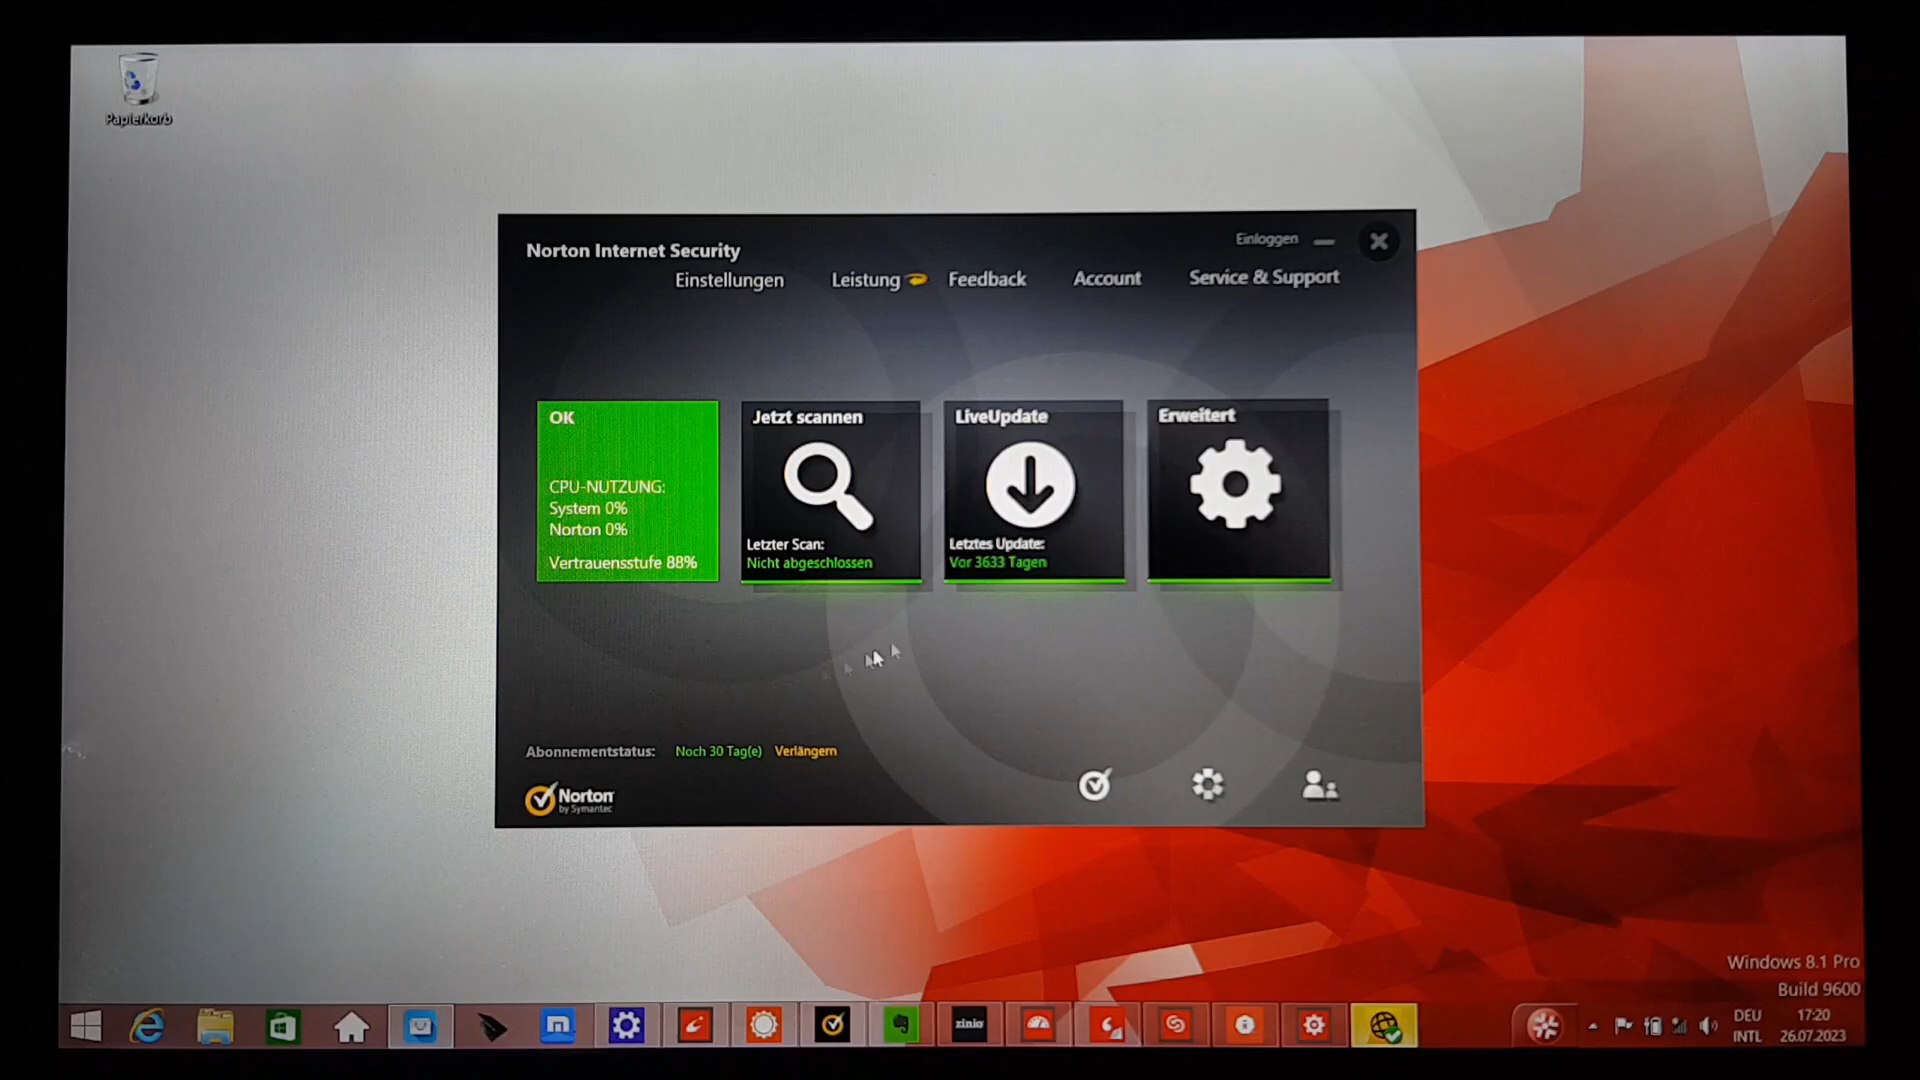 Papierkorb
Norton Internet Security
Einloggen
Einstellungen
Leistung
Feedback
Account
Service & Support
OK
CPU-NUTZUNG:
System 0%
Norton 0%
Vertrauensstufe 88%
Jetzt scannen
Letzter Scan:
Nicht abgeschlossen
LiveUpdate
Letztes Update:
Vor 3633 Tagen
Erweitert
Abonnementstatus: Noch 30 Tag(e) Verlängern
Norton
by Symantec
Windows 8.1 Pro
Build 9600
zinio
DEU
INTL
17:20
26.07.2023